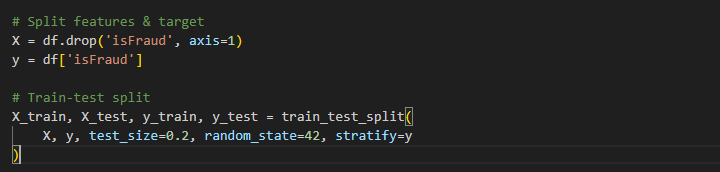 # Split features & target
X = df.drop('isFraud', axis=1)
y = df['isFraud']
# Train-test split
X_train, X_test, y_train, y_test = train_test_split(
    X, y, test_size=0.2, random_state=42, stratify=y
)